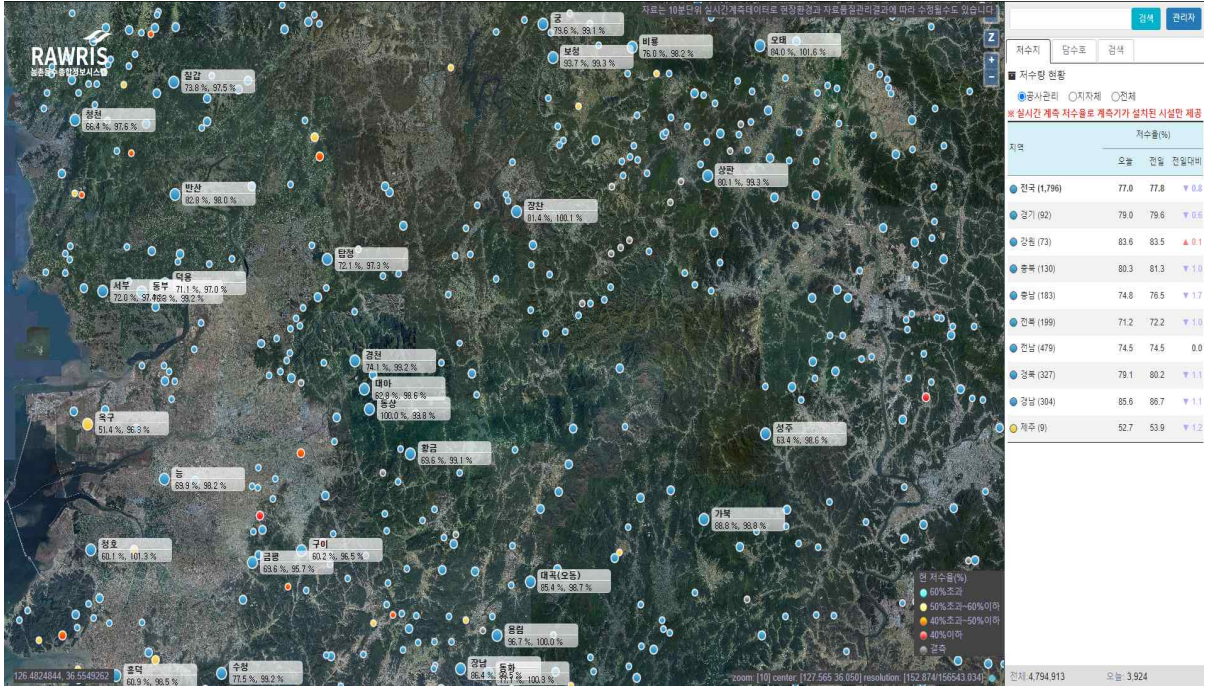 자료는 10분단위 실시간계측데이터로 현장환경과 자료품질관리결과에 따라 수정될수도 있습니다
RAWRIS
농촌용수종합정보시스템
Z
+
−
궁
79.6 %, 99.1 %
보청
93.7 %, 99.3 %
비룡
76.0 %, 98.2 %
오태
84.0 %, 101.6 %
칠갑
73.8 %, 97.5 %
청천
66.4 %, 97.6 %
상판
80.1 %, 99.3 %
반산
82.8 %, 98.0 %
장찬
81.4 %, 100.1 %
탑정
72.1 %, 97.3 %
덕용
71.1 %, 97.0 %
서부
동부
경천
74.1 %, 99.2 %
대아
62.8 %, 98.6 %
동상
100.0 %, 99.8 %
옥구
51.4 %, 96.3 %
성주
63.4 %, 98.6 %
황금
69.6 %, 99.1 %
능
69.9 %, 98.2 %
가북
88.8 %, 98.8 %
청호
60.1 %, 101.3 %
구이
60.2 %, 96.5 %
금평
69.6 %, 95.7 %
대곡(오동)
85.4 %, 98.7 %
용림
96.7 %, 100.0 %
장남
동화
흥덕
60.9 %, 98.5 %
수청
77.5 %, 99.2 %
현 저수율(%)
60%초과
50%초과~60%이하
40%초과~50%이하
40%이하
결측
126.4824844, 36.5549262
zoom: [10] center: [127.565 36.050] resolution: [152.874/156543.034]
검색 관리자
저수지 담수호 검색
저수량 현황
공사관리 지자체 전체
※ 실시간 계측 저수율로 계측기가 설치된 시설만 제공
지역 저수율(%)
오늘 전일 전일대비
전국 (1,796) 77.0 77.8 ▼ 0.8
경기 (92) 79.0 79.6 ▼ 0.6
강원 (73) 83.6 83.5 ▲ 0.1
충북 (130) 80.3 81.3 ▼ 1.0
충남 (183) 74.8 76.5 ▼ 1.7
전북 (199) 71.2 72.2 ▼ 1.0
전남 (479) 74.5 74.5 0.0
경북 (327) 79.1 80.2 ▼ 1.1
경남 (304) 85.6 86.7 ▼ 1.1
제주 (9) 52.7 53.9 ▼ 1.2
전체:4,794,913 오늘: 3,924